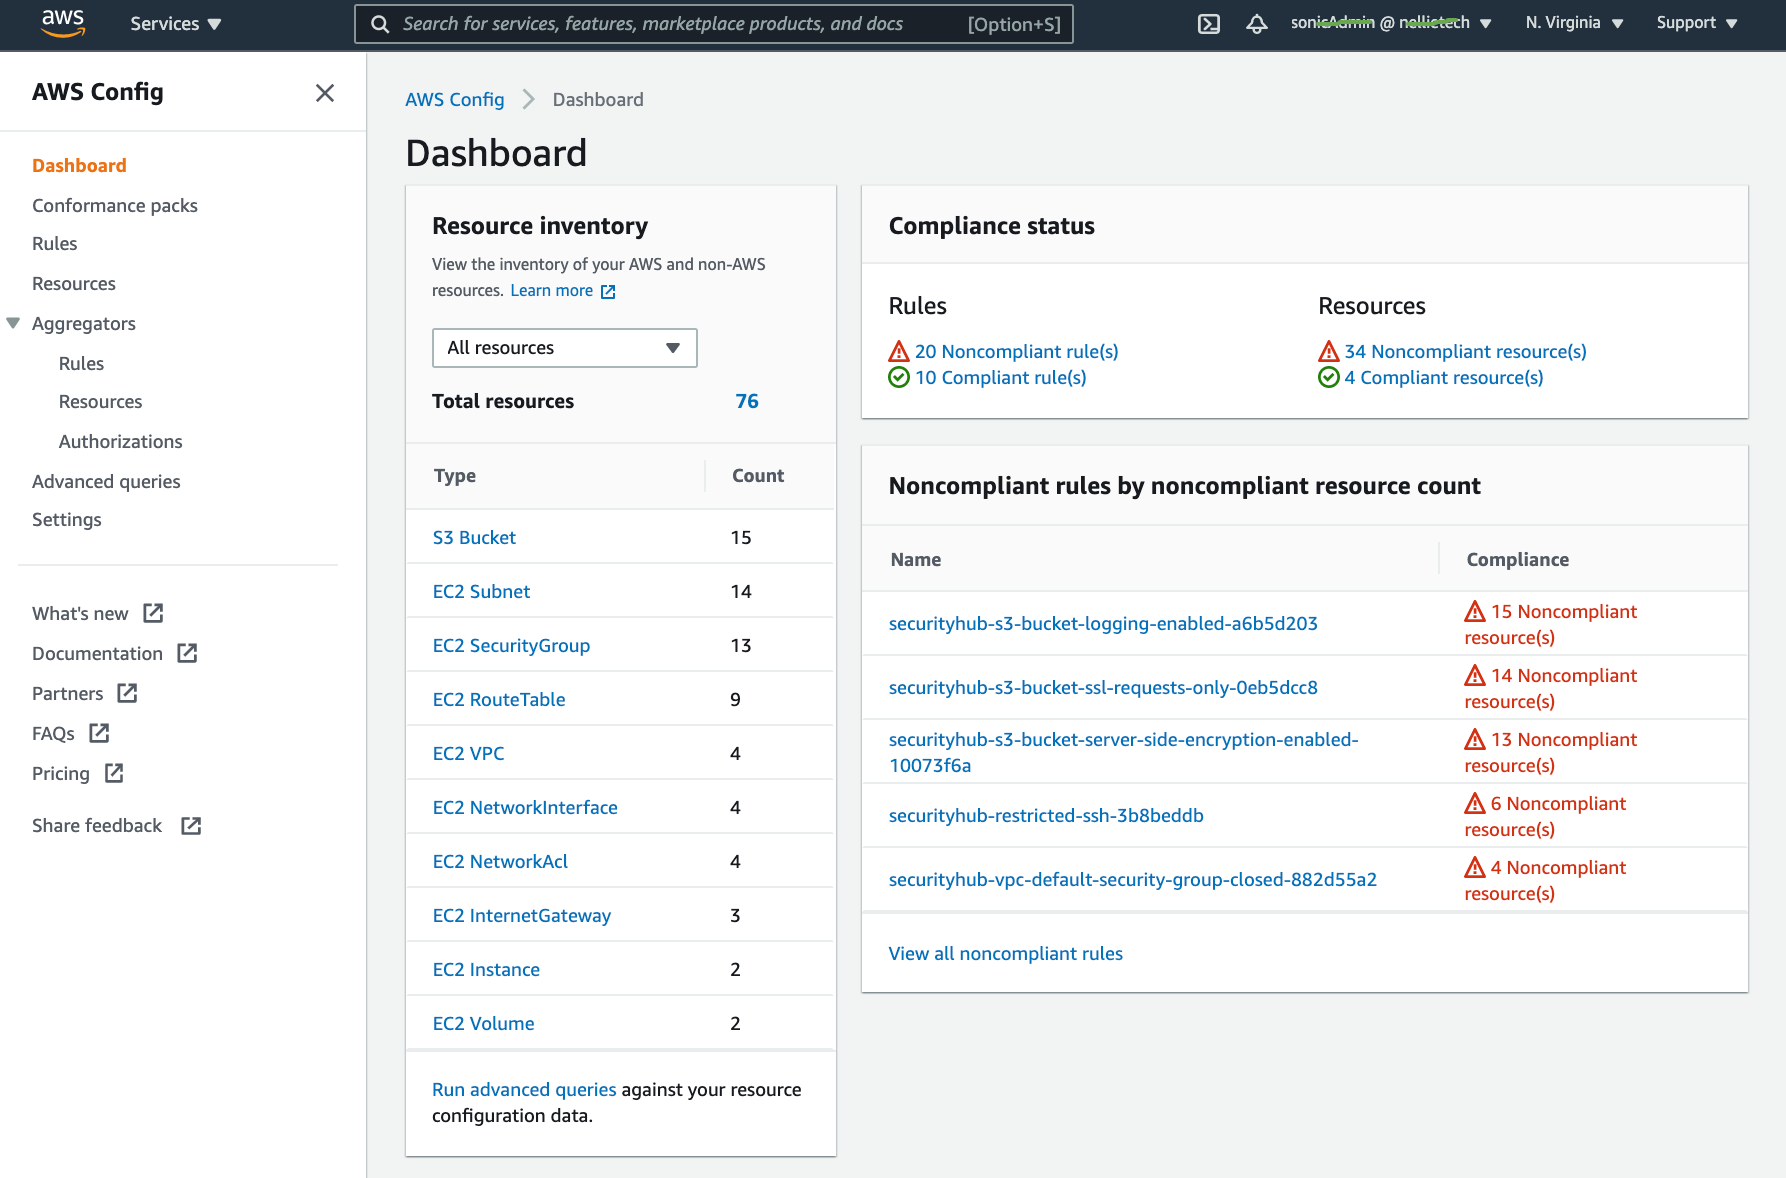 aws
Services
Search for services, features, marketplace products, and docs [Option+S]
N. Virginia
Support
AWS Config
Dashboard
Conformance packs
Rules
Resources
Aggregators
Rules
Resources
Authorizations
Advanced queries
Settings
What's new
Documentation
Partners
FAQs
Pricing
Share feedback
AWS Config > Dashboard
Dashboard
Resource inventory
View the inventory of your AWS and non-AWS
resources. Learn more
All resources
Total resources 76
Type Count
S3 Bucket 15
EC2 Subnet 14
EC2 SecurityGroup 13
EC2 RouteTable 9
EC2 VPC 4
EC2 NetworkInterface 4
EC2 NetworkAcl 4
EC2 InternetGateway 3
EC2 Instance 2
EC2 Volume 2
Run advanced queries against your resource
configuration data.
Compliance status
Rules
20 Noncompliant rule(s)
10 Compliant rule(s)
Resources
34 Noncompliant resource(s)
4 Compliant resource(s)
Noncompliant rules by noncompliant resource count
Name Compliance
securityhub-s3-bucket-logging-enabled-a6b5d203
15 Noncompliant
resource(s)
securityhub-s3-bucket-ssl-requests-only-0eb5dcc8
14 Noncompliant
resource(s)
securityhub-s3-bucket-server-side-encryption-enabled-
10073f6a
13 Noncompliant
resource(s)
securityhub-restricted-ssh-3b8beddb
6 Noncompliant
resource(s)
securityhub-vpc-default-security-group-closed-882d55a2
4 Noncompliant
resource(s)
View all noncompliant rules